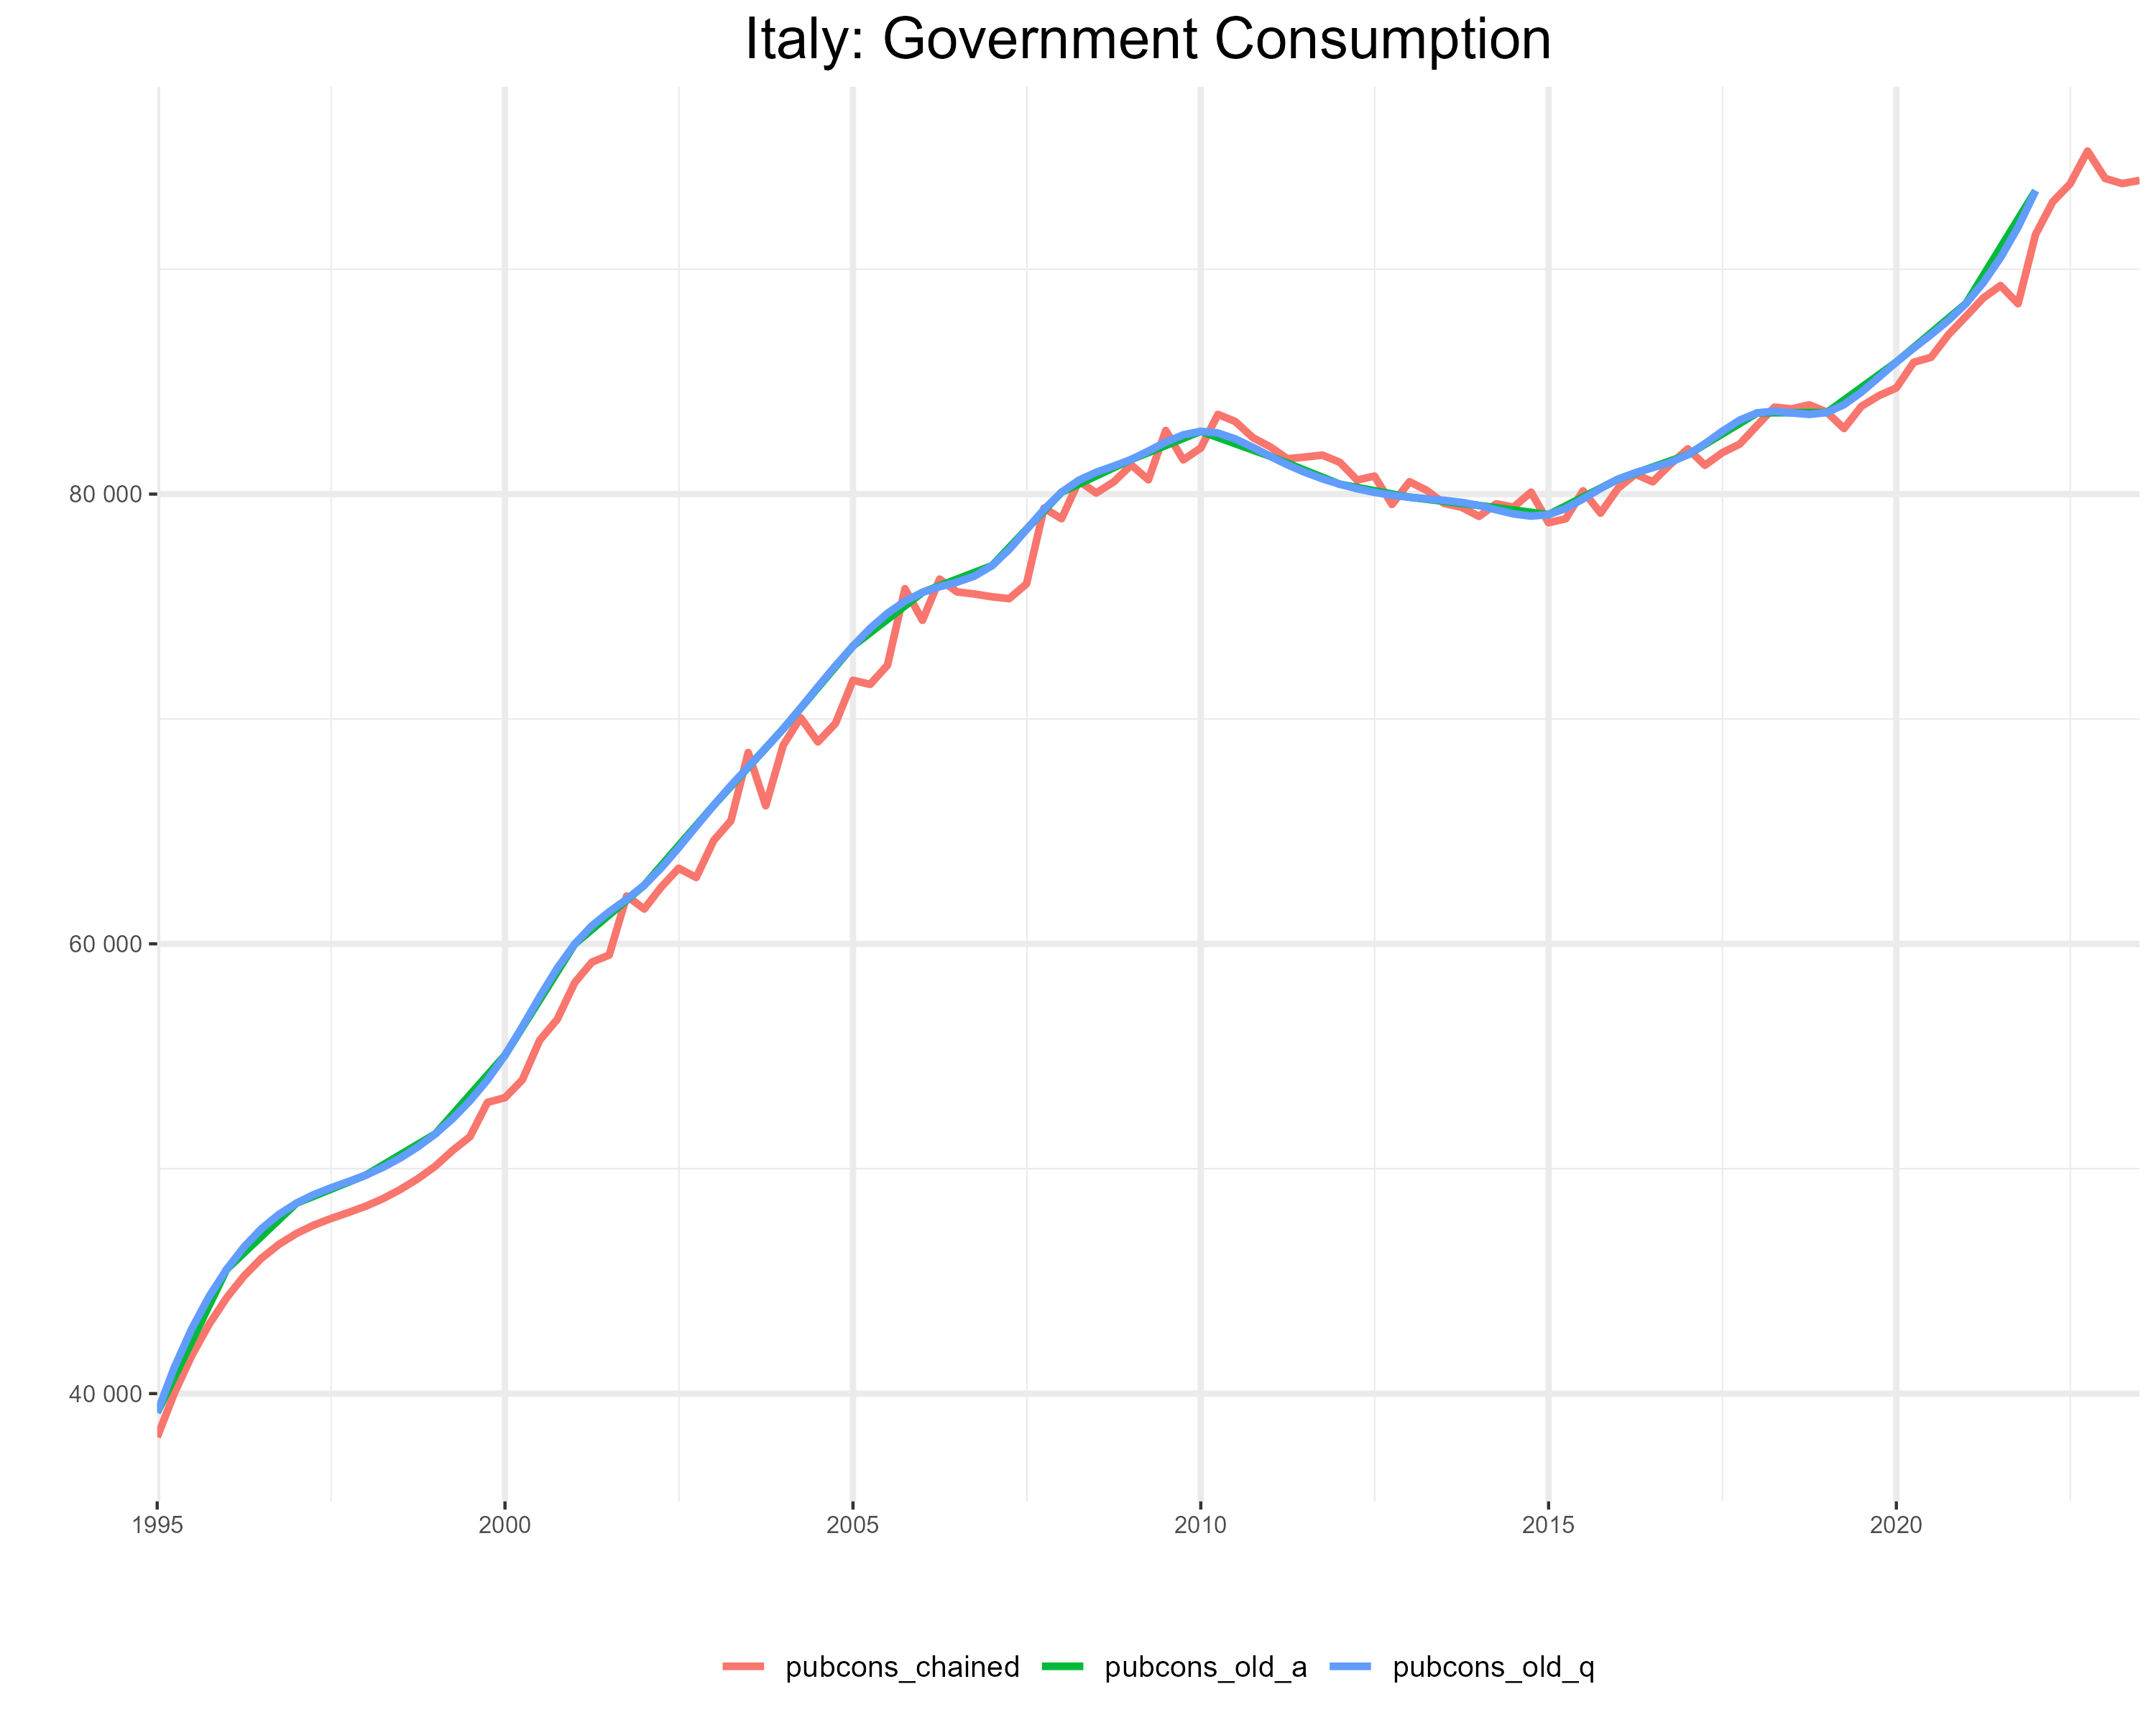 Italy: Government Consumption
80 000
60 000
40 000
1995 2000 2005 2010 2015 2020
pubcons_chained pubcons_old_a pubcons_old_q